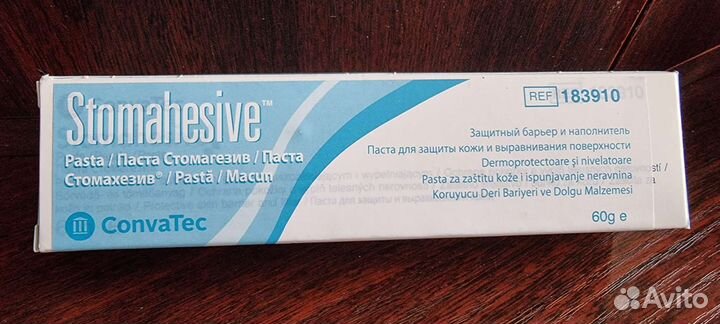 Stomahesive™
Pasta / Паста Стомагезив / Паста
Стомахезив® / Pastă / Macun
ConvaTec
REF 183910
Защитный барьер и наполнитель
Паста для защиты кожи и выравнивания поверхности
Dermoprotectoare şi nivelatoare
Pasta za zaštitu kože i ispunjavanje neravnina
Koruyucu Deri Bariyeri ve Dolgu Malzemesi
60g e
Avito